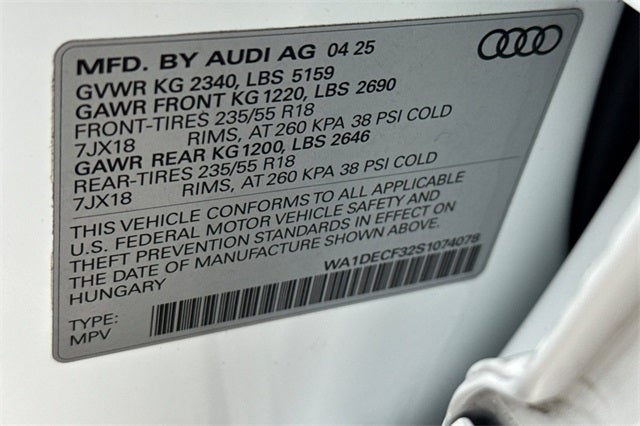 MFD. BY AUDI AG 04 25
GVWR KG 2340, LBS 5159
GAWR FRONT KG 1220, LBS 2690
FRONT-TIRES 235/55 R18
7JX18 RIMS, AT 260 KPA 38 PSI COLD
GAWR REAR KG 1200, LBS 2646
REAR-TIRES 235/55 R18
7JX18 RIMS, AT 260 KPA 38 PSI COLD
THIS VEHICLE CONFORMS TO ALL APPLICABLE
U.S. FEDERAL MOTOR VEHICLE SAFETY AND
THEFT PREVENTION STANDARDS IN EFFECT ON
THE DATE OF MANUFACTURE SHOWN ABOVE.
HUNGARY
WA1DECF32S1074078
TYPE:
MPV